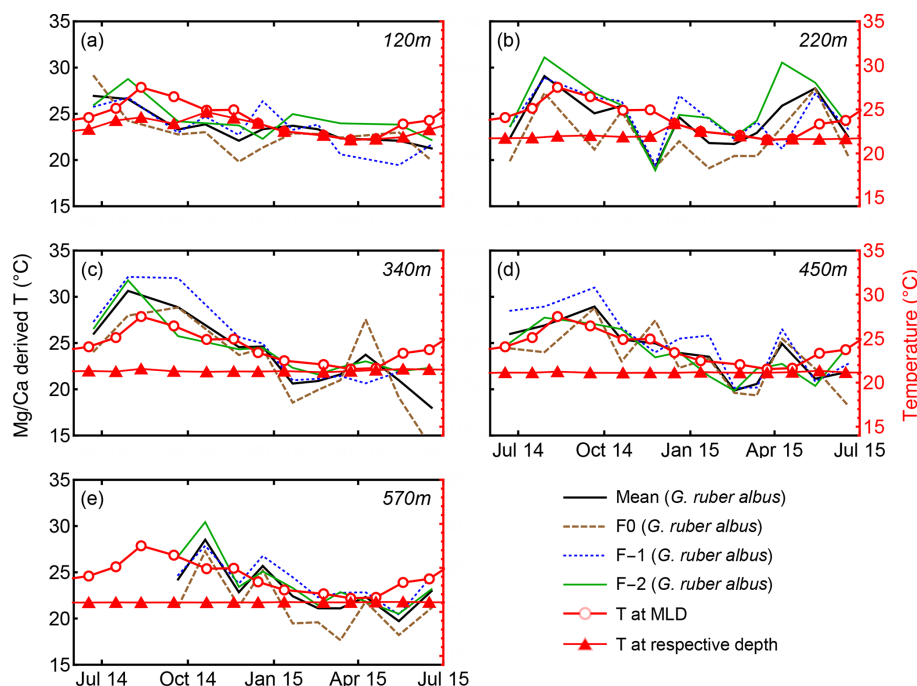 35
30
25
20
15
(a)
120m
(b)
220m
35
30
25
20
15
Mg/Ca derived T (°C)
35
30
25
20
15
(c)
340m
(d)
450m
35
30
25
20
15
Temperature (°C)
Jul 14
Oct 14
Jan 15
Apr 15
Jul 15
35
30
25
20
15
(e)
570m
Jul 14
Oct 14
Jan 15
Apr 15
Jul 15
Mean (G. ruber albus)
F0 (G. ruber albus)
F−1 (G. ruber albus)
F−2 (G. ruber albus)
T at MLD
T at respective depth